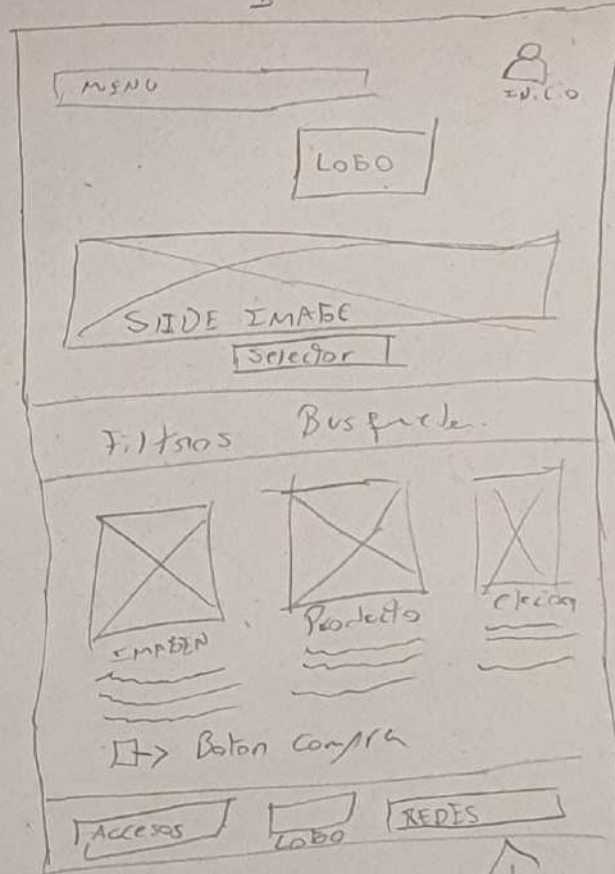 MENU
INICIO
LOGO
SLIDE IMAGE
Selector
Filtros Busqueda
IMAGEN
Producto
Boton compra
Accesos
LOGO
REDES